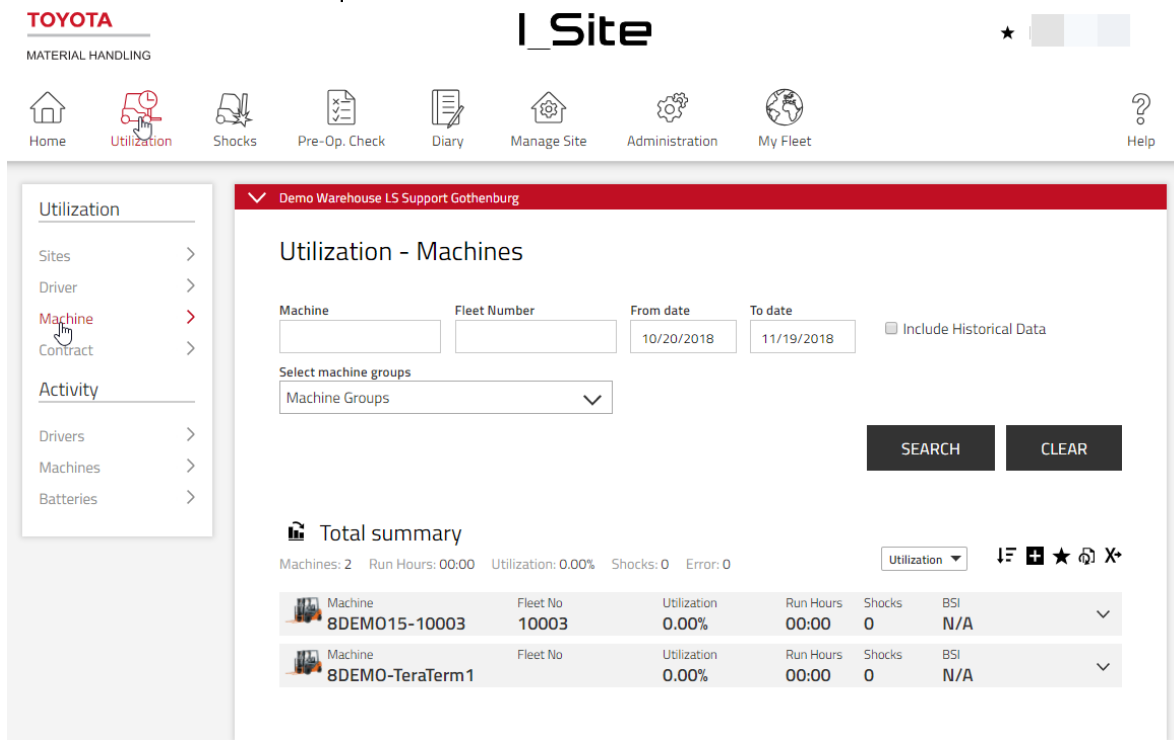 TOYOTA
MATERIAL HANDLING
I_Site
Home
Utilization
Shocks
Pre-Op. Check
Diary
Manage Site
Administration
My Fleet
Help
Utilization
Sites
Driver
Machine
Contract
Activity
Drivers
Machines
Batteries
Demo Warehouse LS Support Gothenburg
Utilization - Machines
Machine Fleet Number From date To date
10/20/2018 11/19/2018 Include Historical Data
Select machine groups
Machine Groups
SEARCH CLEAR
Total summary
Machines: 2 Run Hours: 00:00 Utilization: 0.00% Shocks: 0 Error: 0 Utilization
Machine Fleet No Utilization Run Hours Shocks BSI
8DEMO15-10003 10003 0.00% 00:00 0 N/A
Machine Fleet No Utilization Run Hours Shocks BSI
8DEMO-TeraTerm1 0.00% 00:00 0 N/A